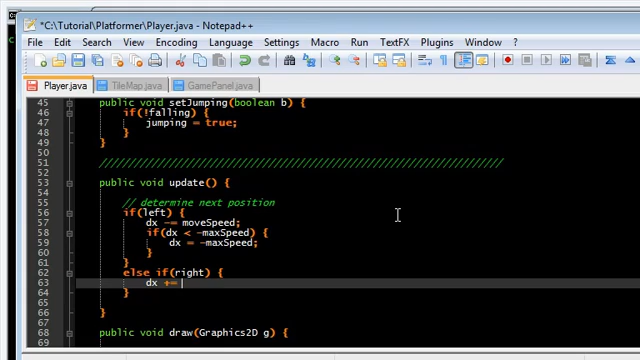 *C:\Tutorial\Platformer\Player.java - Notepad++
File Edit Search View Encoding Language Settings Macro Run TextFX Plugins Window ?
Player.java TileMap.java GamePanel.java
45 public void setJumping(boolean b) {
46 if(!falling) {
47 jumping = true;
48 }
49 }
50
51 ////////////////////////////////////////////////////////////////////////
52
53 public void update() {
54
55 // determine next position
56 if(left) {
57 dx -= moveSpeed;
58 if(dx < -maxSpeed) {
59 dx = -maxSpeed;
60 }
61 }
62 else if(right) {
63 dx +=
64 }
65
66 }
67
68 public void draw(Graphics2D g) {
69